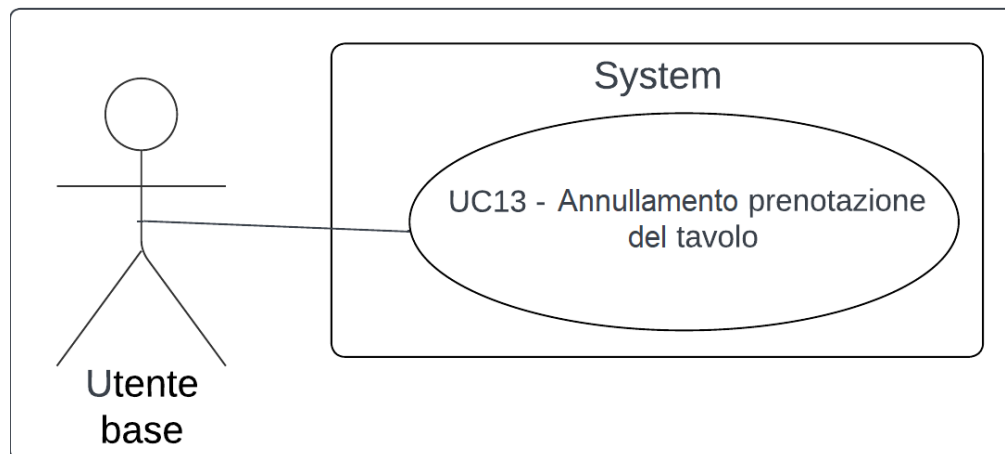 System
UC13 - Annullamento prenotazione
del tavolo
Utente
base